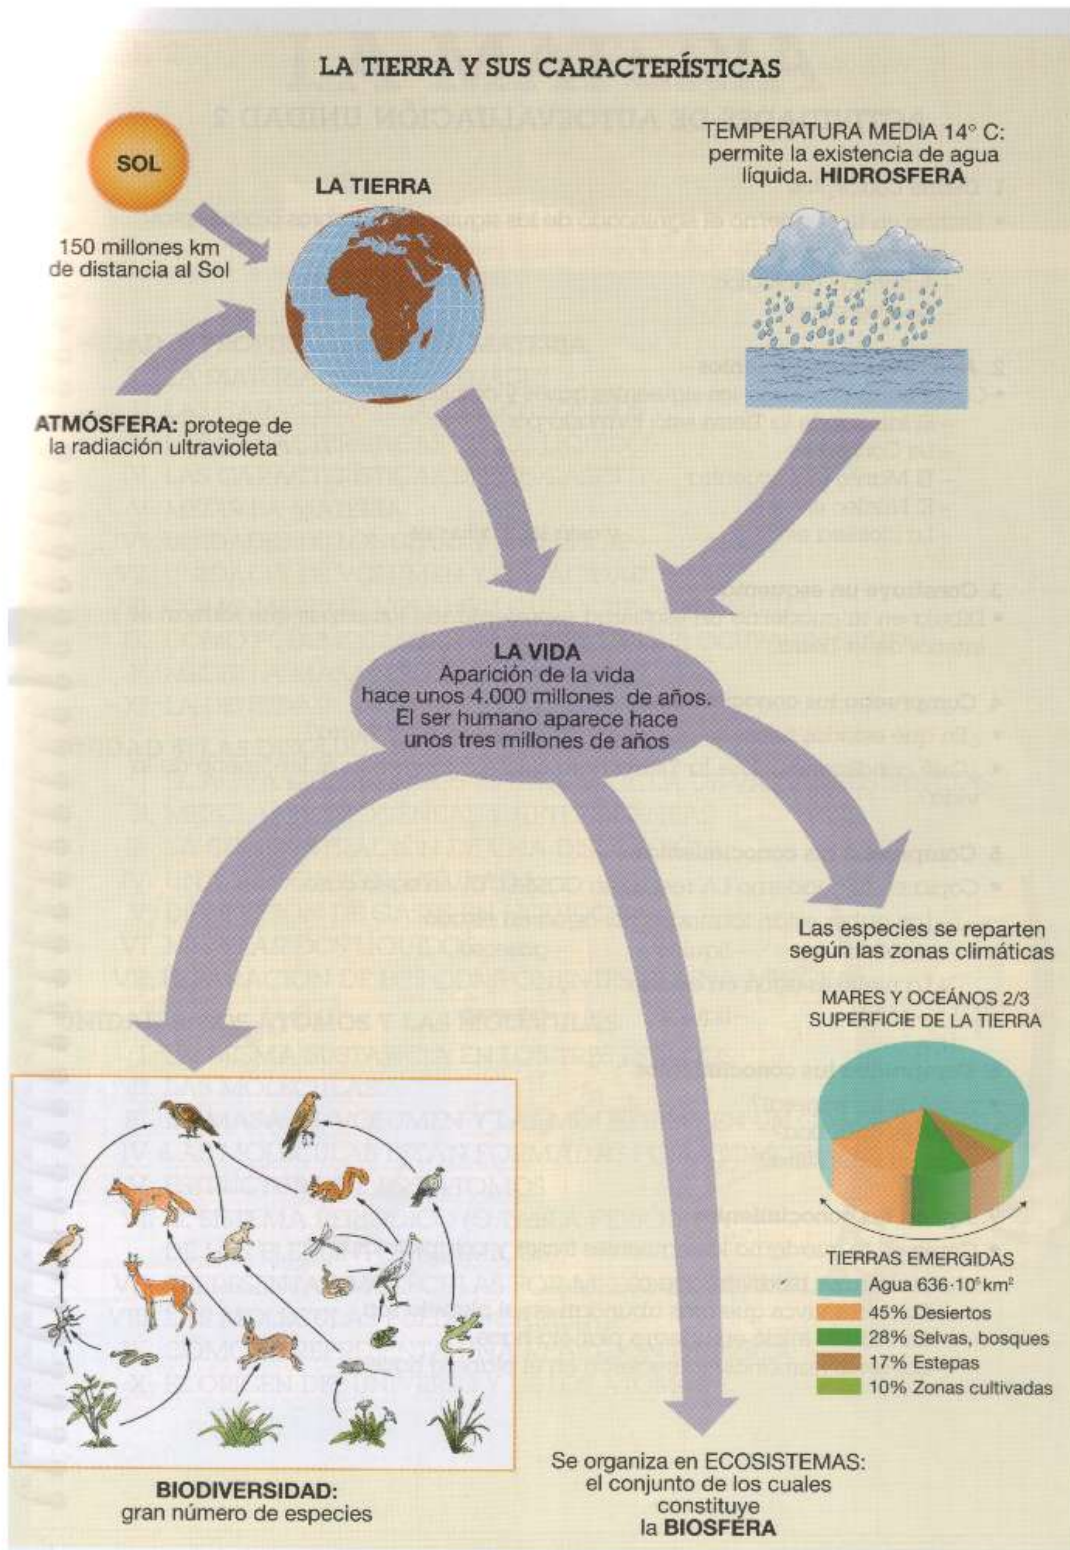 LA TIERRA Y SUS CARACTERÍSTICAS
SOL
150 millones km
de distancia al Sol
LA TIERRA
TEMPERATURA MEDIA 14° C:
permite la existencia de agua
líquida. HIDROSFERA
ATMÓSFERA: protege de
la radiación ultravioleta
LA VIDA
Aparición de la vida
hace unos 4.000 millones de años.
El ser humano aparece hace
unos tres millones de años
Las especies se reparten
según las zonas climáticas
MARES Y OCEÁNOS 2/3
SUPERFICIE DE LA TIERRA
TIERRAS EMERGIDAS
Agua 636·10⁶ km²
45% Desiertos
28% Selvas, bosques
17% Estepas
10% Zonas cultivadas
BIODIVERSIDAD:
gran número de especies
Se organiza en ECOSISTEMAS:
el conjunto de los cuales
constituye
la BIOSFERA